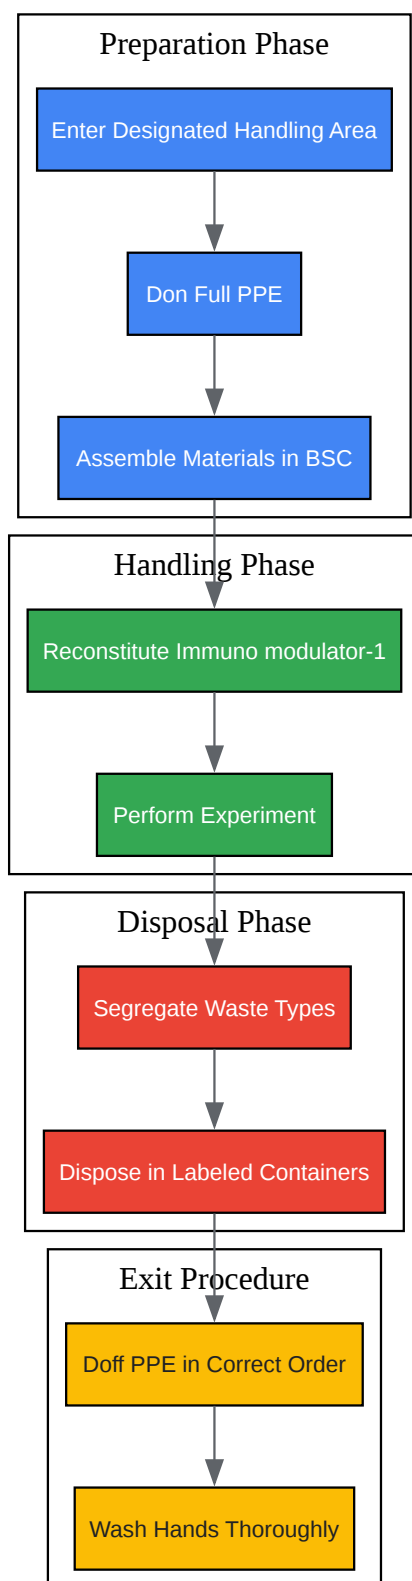 Preparation Phase
Enter Designated Handling Area
Don Full PPE
Assemble Materials in BSC
Handling Phase
Reconstitute Immuno modulator-1
Perform Experiment
Disposal Phase
Segregate Waste Types
Dispose in Labeled Containers
Exit Procedure
Doff PPE in Correct Order
Wash Hands Thoroughly